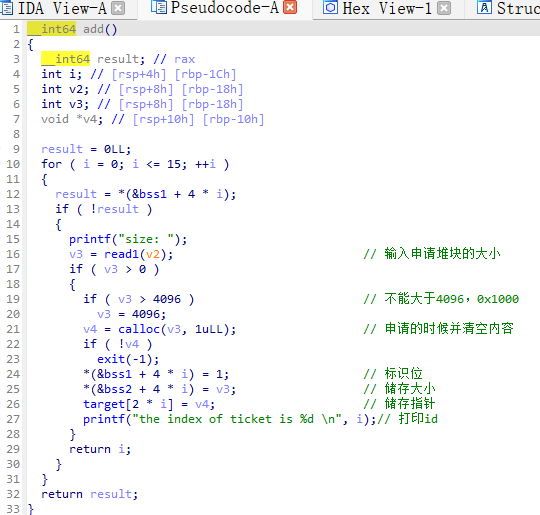 IDA View-A Pseudocode-A Hex View-1 Struc
1 __int64 add()
2 {
3 __int64 result; // rax
4 int i; // [rsp+4h] [rbp-1Ch]
5 int v2; // [rsp+8h] [rbp-18h]
6 int v3; // [rsp+8h] [rbp-18h]
7 void *v4; // [rsp+10h] [rbp-10h]
8
9 result = 0LL;
10 for ( i = 0; i <= 15; ++i )
11 {
12 result = *(&bss1 + 4 * i);
13 if ( !result )
14 {
15 printf("size: ");
16 v3 = read1(v2); // 输入申请堆块的大小
17 if ( v3 > 0 )
18 {
19 if ( v3 > 4096 ) // 不能大于4096，0x1000
20 v3 = 4096;
21 v4 = calloc(v3, 1uLL); // 申请的时候并清空内容
22 if ( !v4 )
23 exit(-1);
24 *(&bss1 + 4 * i) = 1; // 标识位
25 *(&bss2 + 4 * i) = v3; // 储存大小
26 target[2 * i] = v4; // 储存指针
27 printf("the index of ticket is %d \n", i);// 打印id
28 }
29 return i;
30 }
31 }
32 return result;
33 }